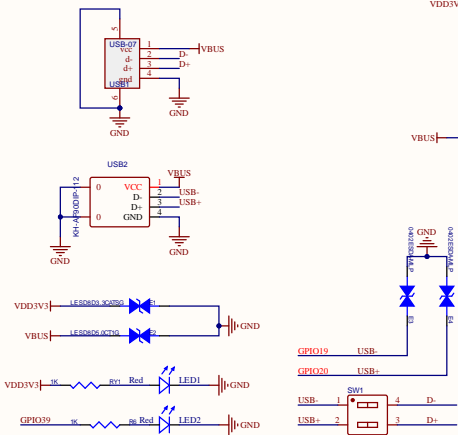 VDD3V
5
USB-07
vcc 1 VBUS
d- 2 D-
d+ 3 D+
gnd 4
USB1
6
GND
GND
VBUS
USB2
KH-AF90DIP-112
VBUS
0 VCC 1
D- 2 USB-
D+ 3 USB+
0 GND 4
GND
GND
GND
VDD3V3 LESD8D3.3CAT5G E1
GND
VBUS LESD8D5.0CT1G E2
E3
E4
GPIO19 USB-
GPIO20 USB+
VDD3V3 1K RY1 Red LED1 GND
SW1
USB- 1 4 D-
USB+ 2 3 D+
GPIO39 1K R6 Red LED2 GND